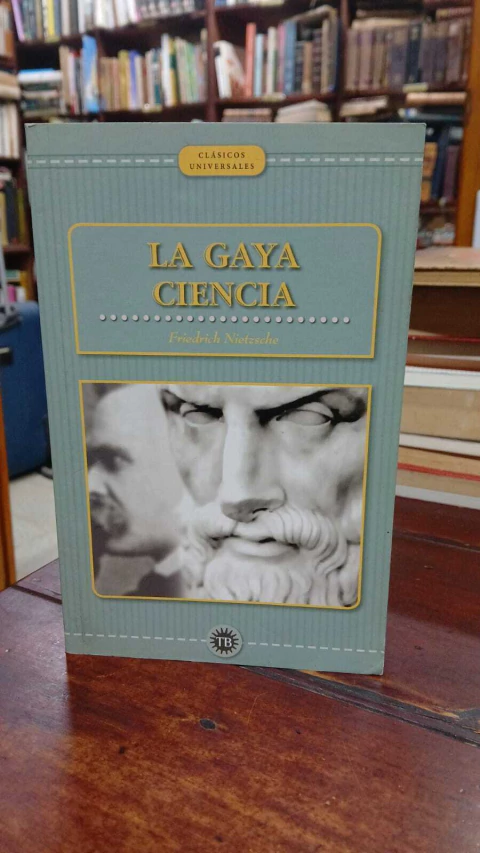 CLÁSICOS
UNIVERSALES
LA GAYA
CIENCIA
Friedrich Nietzsche
TB